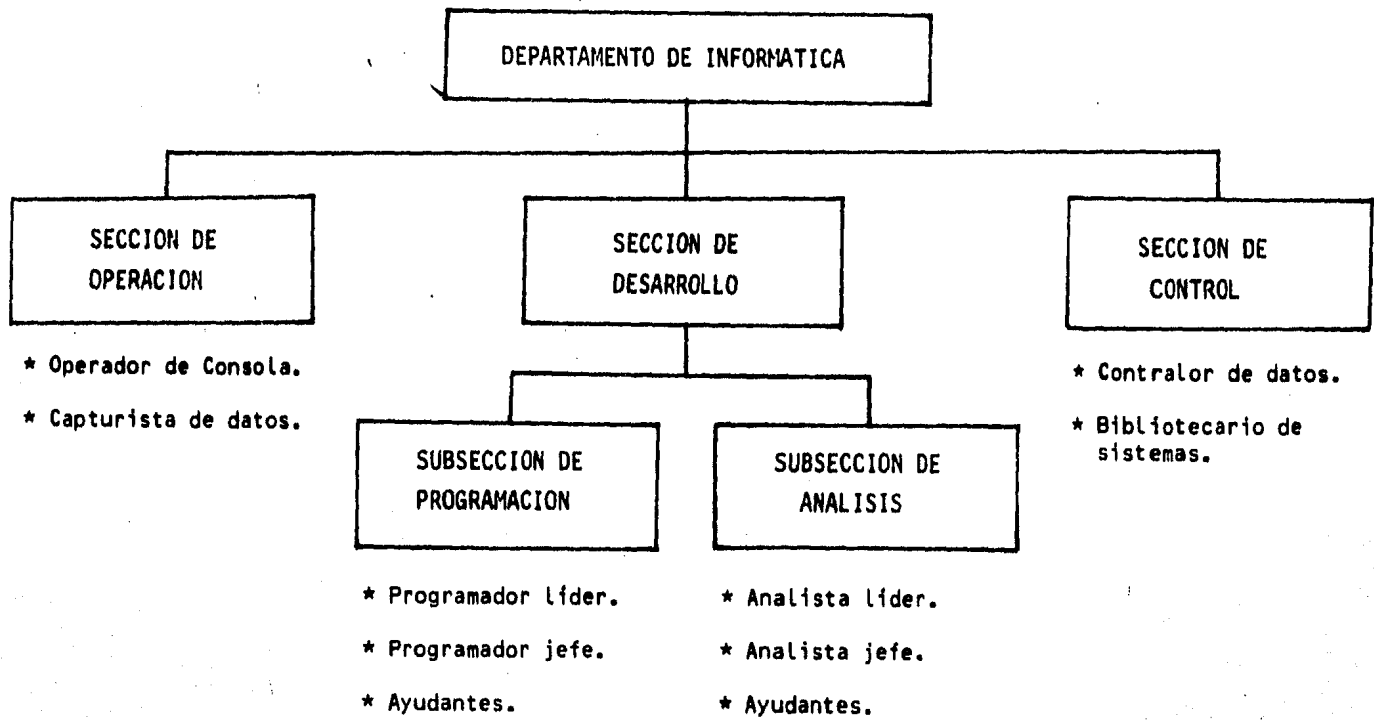 DEPARTAMENTO DE INFORMATICA
SECCION DE
OPERACION
* Operador de Consola.
* Capturista de datos.
SECCION DE
DESARROLLO
SUBSECCION DE
PROGRAMACION
* Programador líder.
* Programador jefe.
* Ayudantes.
SUBSECCION DE
ANALISIS
* Analista líder.
* Analista jefe.
* Ayudantes.
SECCION DE
CONTROL
* Contralor de datos.
* Bibliotecario de
sistemas.